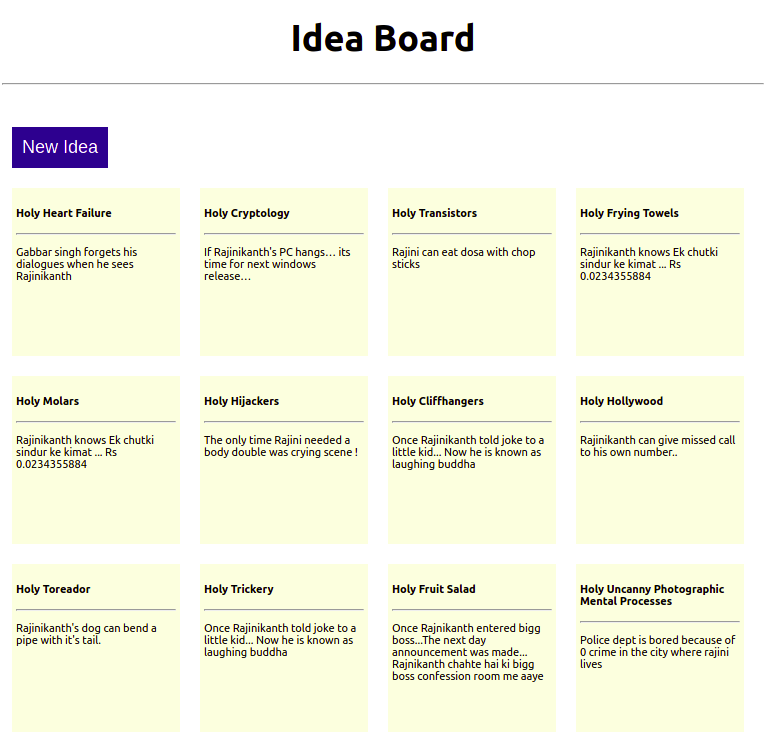 Idea Board
New Idea
Holy Heart Failure
Gabbar singh forgets his
dialogues when he sees
Rajinikanth
Holy Cryptology
If Rajinikanth's PC hangs… its
time for next windows
release…
Holy Transistors
Rajini can eat dosa with chop
sticks
Holy Frying Towels
Rajinikanth knows Ek chutki
sindur ke kimat ... Rs
0.0234355884
Holy Molars
Rajinikanth knows Ek chutki
sindur ke kimat ... Rs
0.0234355884
Holy Hijackers
The only time Rajini needed a
body double was crying scene !
Holy Cliffhangers
Once Rajinikanth told joke to a
little kid... Now he is known as
laughing buddha
Holy Hollywood
Rajinikanth can give missed call
to his own number..
Holy Toreador
Rajinikanth's dog can bend a
pipe with it's tail.
Holy Trickery
Once Rajinikanth told joke to a
little kid... Now he is known as
laughing buddha
Holy Fruit Salad
Once Rajnikanth entered bigg
boss...The next day
announcement was made...
Rajnikanth chahte hai ki bigg
boss confession room me aaye
Holy Uncanny Photographic
Mental Processes
Police dept is bored because of
0 crime in the city where rajini
lives